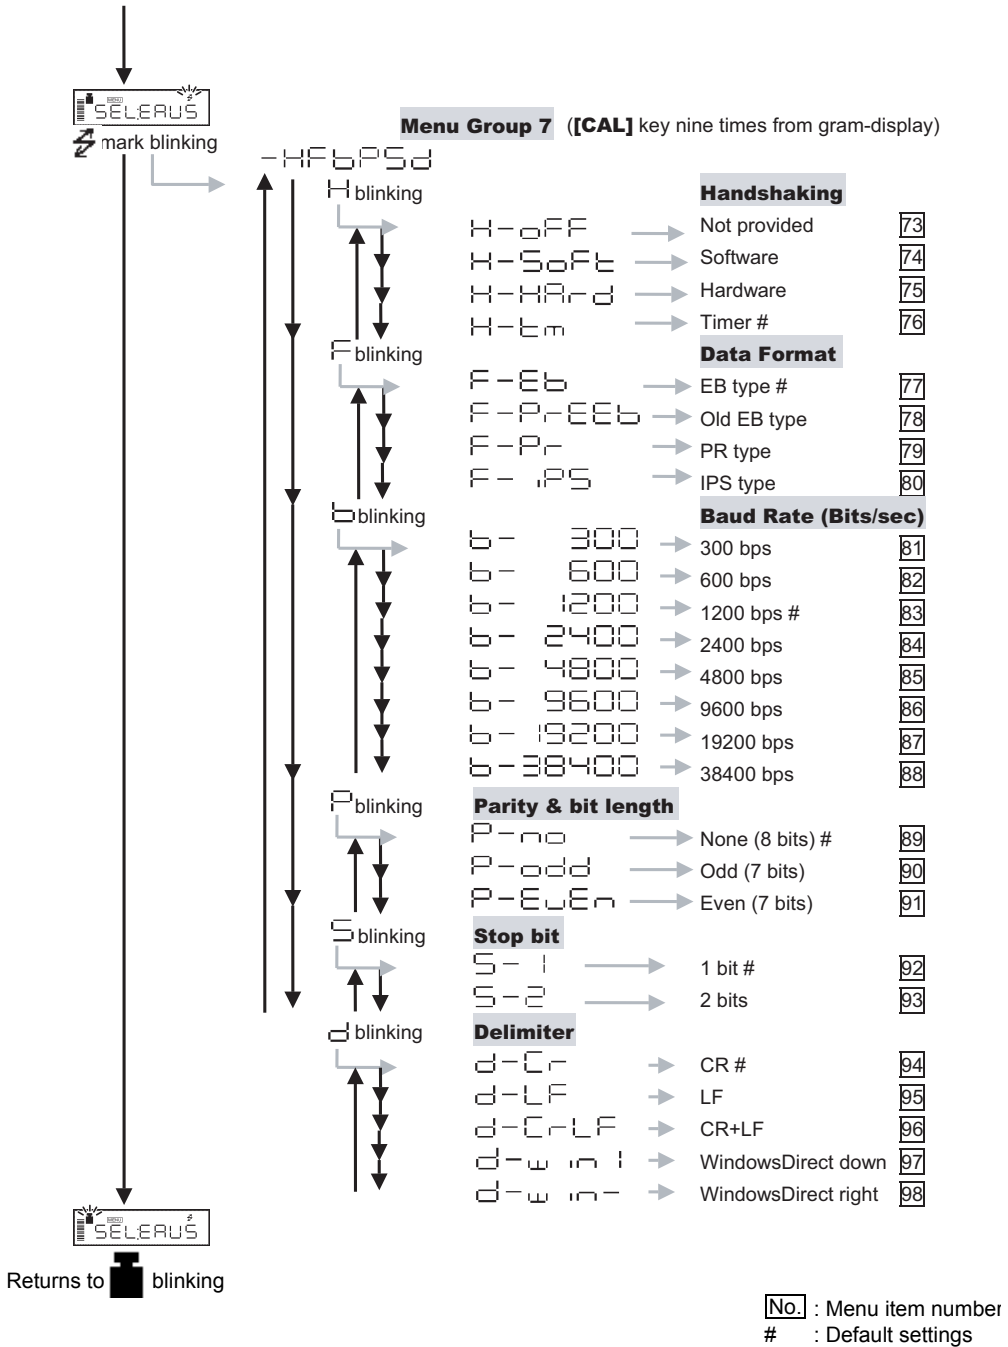 MENU
SEL:EAUS
mark blinking
Menu Group 7 ([CAL] key nine times from gram-display)
-HFbPSd
H blinking
Handshaking
H-oFF Not provided 73
H-SoFt Software 74
H-HArd Hardware 75
H-tm Timer # 76
F blinking
Data Format
F-Eb EB type # 77
F-PrEEb Old EB type 78
F-Pr PR type 79
F-iPS IPS type 80
b blinking
Baud Rate (Bits/sec)
b- 300 300 bps 81
b- 600 600 bps 82
b- 1200 1200 bps # 83
b- 2400 2400 bps 84
b- 4800 4800 bps 85
b- 9600 9600 bps 86
b- 19200 19200 bps 87
b-38400 38400 bps 88
P blinking
Parity & bit length
P-no None (8 bits) # 89
P-odd Odd (7 bits) 90
P-EvEn Even (7 bits) 91
S blinking
Stop bit
S-1 1 bit # 92
S-2 2 bits 93
d blinking
Delimiter
d-Cr CR # 94
d-LF LF 95
d-CrLF CR+LF 96
d-win I WindowsDirect down 97
d-win- WindowsDirect right 98
MENU
SEL:EAUS
Returns to blinking
No. : Menu item number
# : Default settings